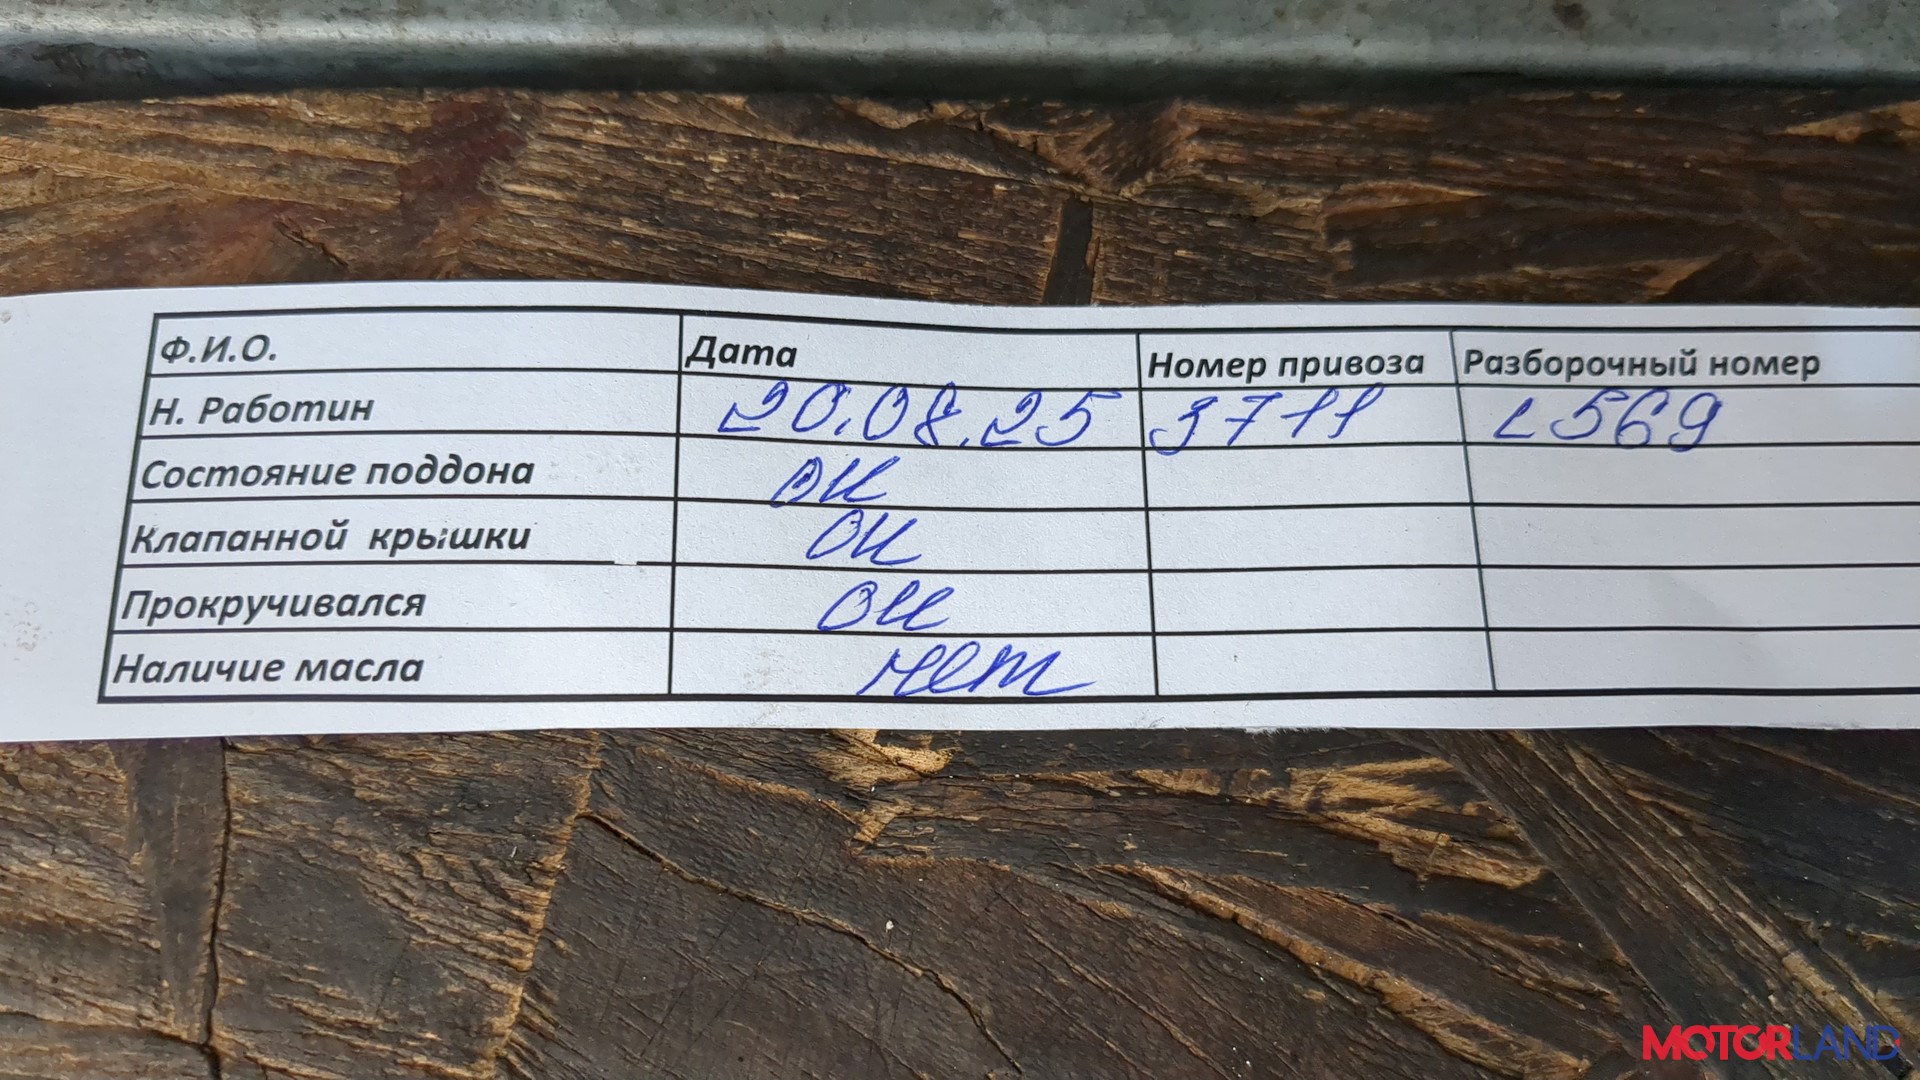 Ф.И.О. Дата Номер привоза Разборочный номер
Н. Работин 20.08.25 3711 L569
Состояние поддона ок
Клапанной крышки ок
Прокручивался ок
Наличие масла нет
MOTORLAND